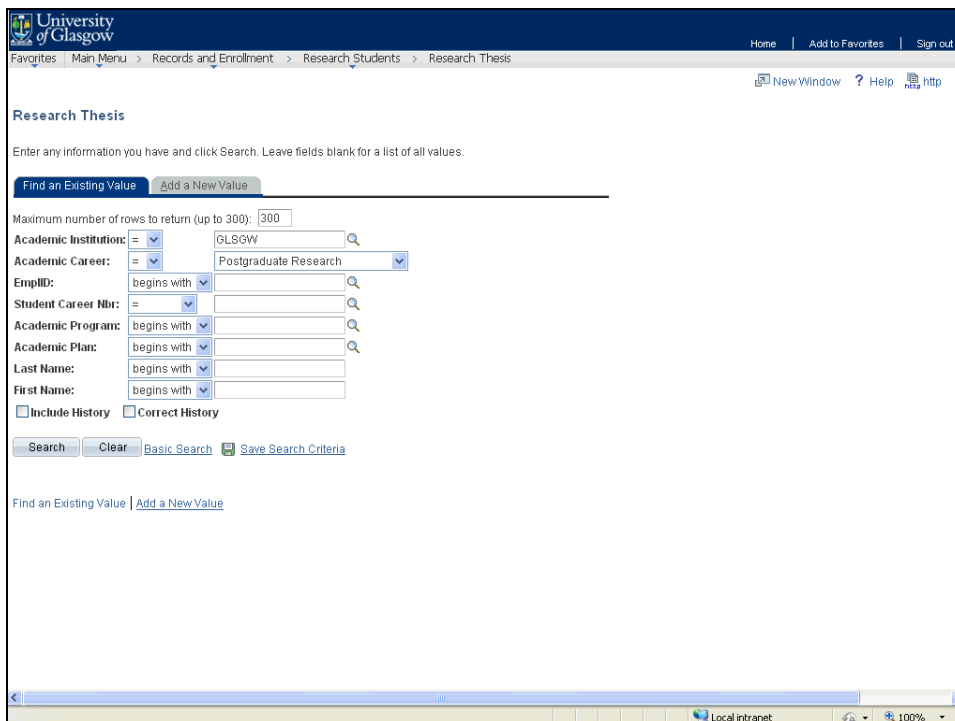 University
of Glasgow
Home | Add to Favorites | Sign out
Favorites Main Menu > Records and Enrollment > Research Students > Research Thesis
New Window ? Help http http
Research Thesis
Enter any information you have and click Search. Leave fields blank for a list of all values.
Find an Existing Value Add a New Value
Maximum number of rows to return (up to 300): 300
Academic Institution: = GLSGW
Academic Career: = Postgraduate Research
EmplID: begins with
Student Career Nbr: =
Academic Program: begins with
Academic Plan: begins with
Last Name: begins with
First Name: begins with
Include History Correct History
Search Clear Basic Search Save Search Criteria
Find an Existing Value | Add a New Value
Local intranet 100%